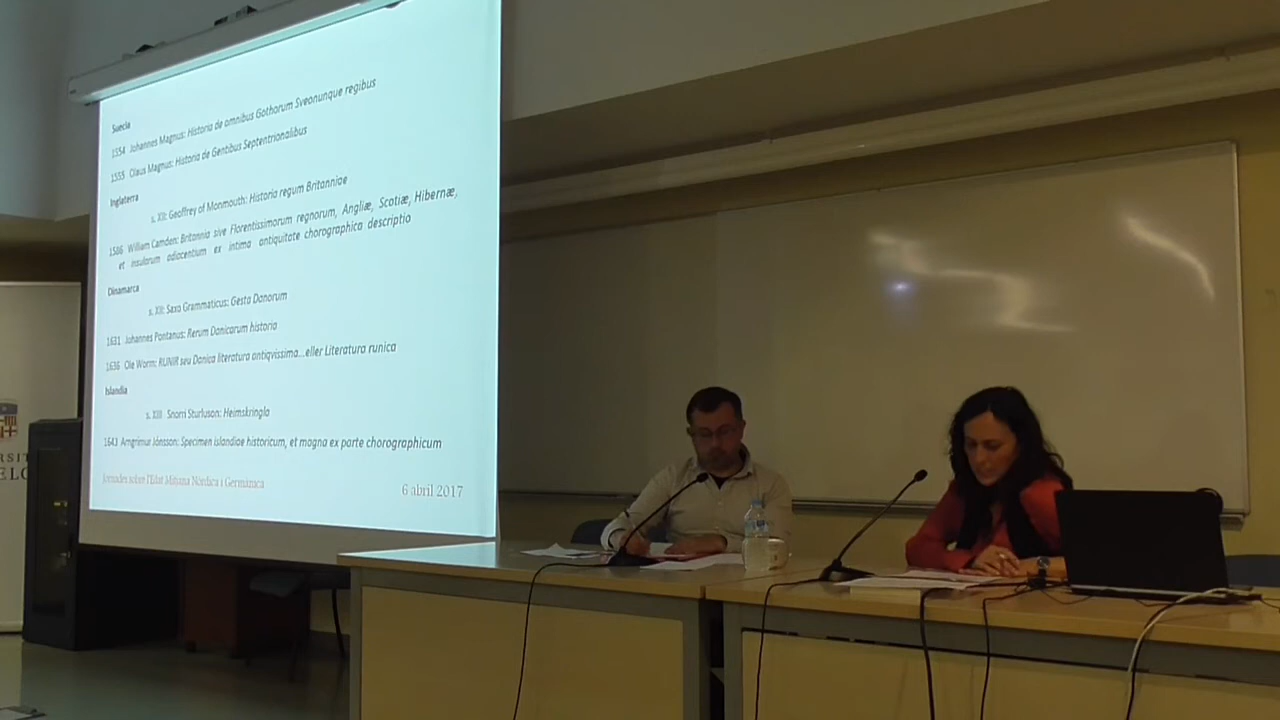 Suecia
1554 Johannes Magnus: Historia de omnibus Gothorum Sveonunque regibus
1555 Olaus Magnus: Historia de Gentibus Septentrionalibus
Inglaterra
s. XII: Geoffrey of Monmouth: Historia regum Britanniae
1586 William Camden: Britannia sive Florentissimorum regnorum, Angliæ, Scotiæ, Hibernæ,
et insularum adiacentium ex intima antiquitate chorographica descriptio
Dinamarca
s. XII: Saxo Grammaticus: Gesta Danorum
1631 Johannes Pontanus: Rerum Danicarum historia
1636 Ole Worm: RUNIR seu Danica literatura antiqvissima...eller Literatura runica
Islandia
s. XIII Snorri Sturluson: Heimskringla
1643 Arngrimur Jónsson: Specimen islandiae historicum, et magna ex parte chorographicum
Jornades sobre l'Edat Mitjana Nòrdica i Germànica
6 abril 2017